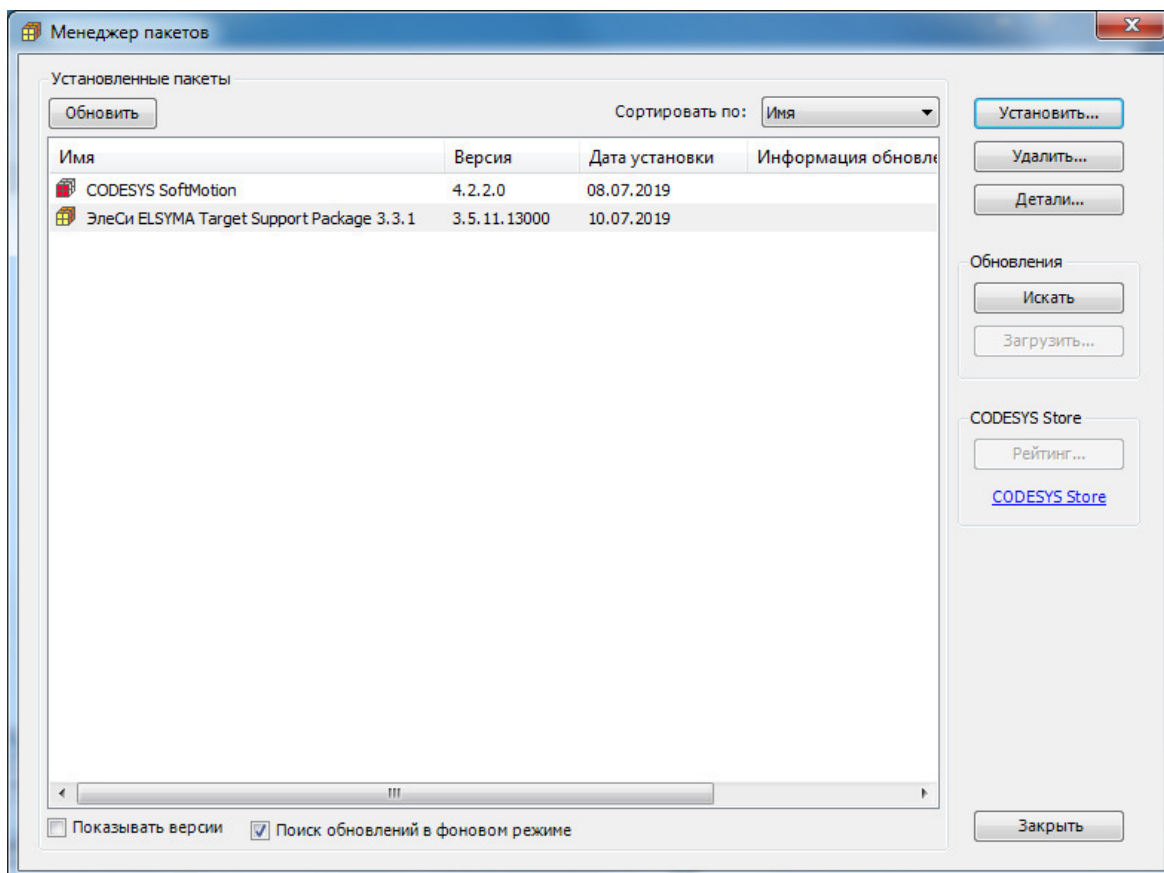 Менеджер пакетов
Установленные пакеты
Обновить
Сортировать по:
Имя
Имя Версия Дата установки Информация обновле
CODESYS SoftMotion 4.2.2.0 08.07.2019
ЭлеСи ELSYMA Target Support Package 3.3.1 3.5.11.13000 10.07.2019
Показывать версии
Поиск обновлений в фоновом режиме
Установить...
Удалить...
Детали...
Обновления
Искать
Загрузить...
CODESYS Store
Рейтинг...
CODESYS Store
Закрыть